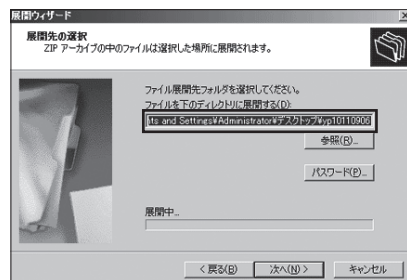 展開ウィザード
展開先の選択
ZIP アーカイブの中のファイルは選択した場所に展開されます。
ファイル展開先フォルダを選択してください。
ファイルを下のディレクトリに展開する(D):
nts and Settings¥Administrator¥デスクトップ¥yp10110906
参照(R)...
パスワード(P)...
展開中...
< 戻る(B)
次へ(N) >
キャンセル